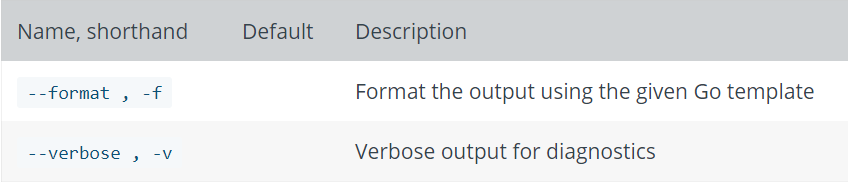 Name, shorthand Default Description
--format , -f Format the output using the given Go template
--verbose , -v Verbose output for diagnostics